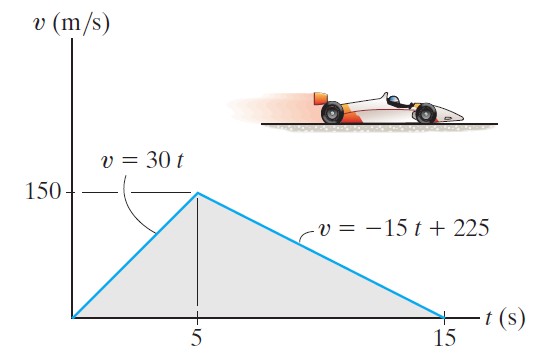 v (m/s)
v = 30 t
150
v = −15 t + 225
t (s)
5
15